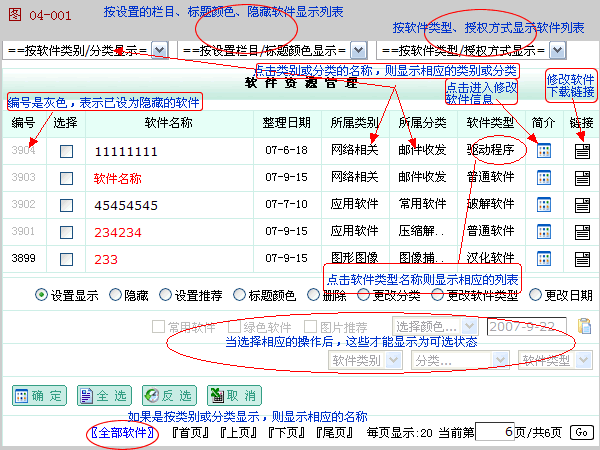 图 04-001
按设置的栏目、标题颜色、隐藏软件显示列表
按软件类型、授权方式显示软件列表
==按软件类别/分类显示= ==按设置栏目/标题颜色显示= ==按软件类型/授权方式显示=
点击类别或分类的名称，则显示相应的类别或分类
软 件 资 源 管 理
点击进入修改
软件信息
修改软件
下载链接
编号是灰色，表示已设为隐藏的软件
编号 选择 软件名称 整理日期 所属类别 所属分类 软件类型 简介 链接
3904 11111111 07-6-18 网络相关 邮件收发 驱动程序
3903 软件名称 07-9-15 网络相关 邮件收发 普通软件
3902 45454545 07-7-10 应用软件 常用软件 破解软件
3901 234234 07-9-15 应用软件 压缩解.. 普通软件
3899 233 07-9-15 图形图像 图像捕.. 汉化软件
点击软件类型名称则显示相应的列表
设置显示 隐藏 设置推荐 标题颜色 删除 更改分类 更改软件类型 更改日期
常用软件 绿色软件 图片推荐 选择颜色... 2007-9-22
当选择相应的操作后，这些才能显示为可选状态
软件类别 分类... 软件类型
确 定 全 选 反 选 取 消
如果是按类别或分类显示，则显示相应的名称
〖全部软件〗 『首页』 『上页』 『下页』 『尾页』 每页显示:20 当前第 6 页/共6页 Go